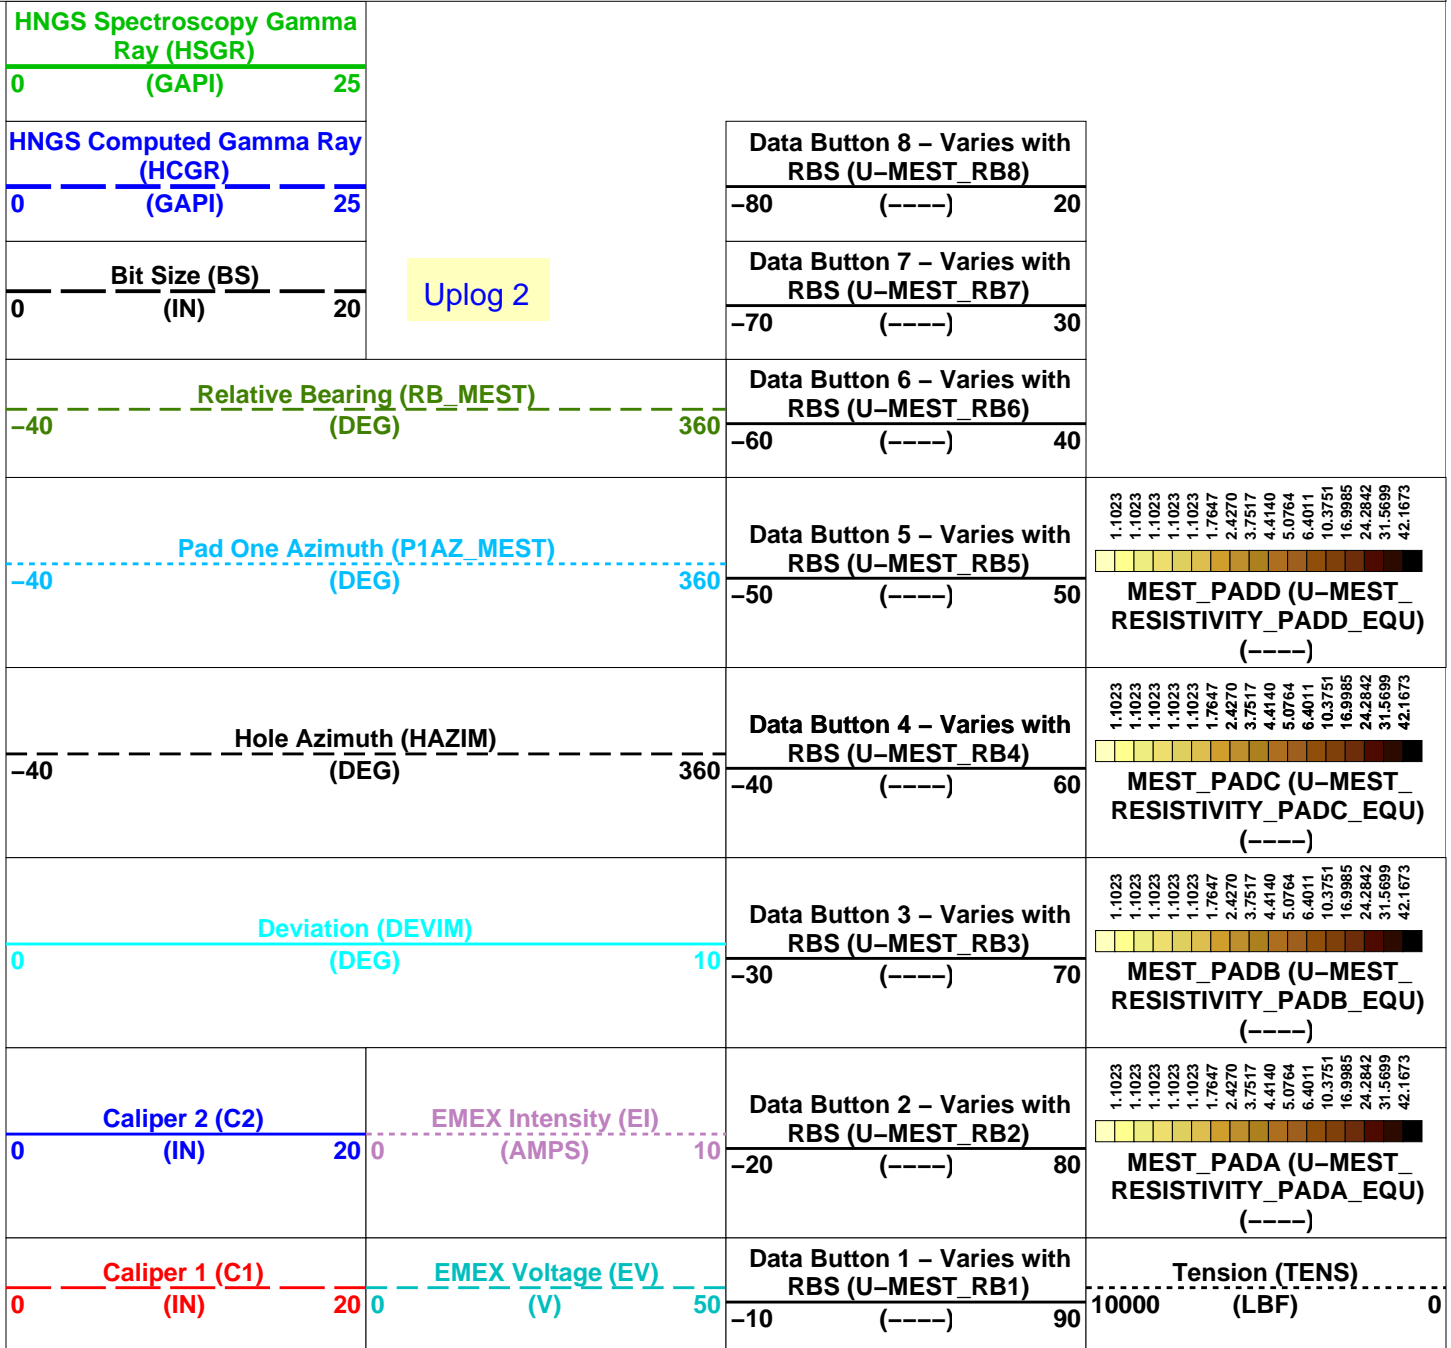 HNGS Spectroscopy Gamma
Ray (HSGR)
0 (GAPI) 25
HNGS Computed Gamma Ray
(HCGR)
0 (GAPI) 25
Data Button 8 – Varies with
RBS (U–MEST_RB8)
–80 (––––) 20
Bit Size (BS)
0 (IN) 20
Uplog 2
Data Button 7 – Varies with
RBS (U–MEST_RB7)
–70 (––––) 30
Relative Bearing (RB_MEST)
–40 (DEG) 360
Data Button 6 – Varies with
RBS (U–MEST_RB6)
–60 (––––) 40
Pad One Azimuth (P1AZ_MEST)
–40 (DEG) 360
Data Button 5 – Varies with
RBS (U–MEST_RB5)
–50 (––––) 50
1.1023 1.1023 1.1023 1.1023 1.1023 1.7647 2.4270 3.7517 4.4140 5.0764 6.4011 10.3751 16.9985 24.2842 31.5699 42.1673
MEST_PADD (U–MEST_
RESISTIVITY_PADD_EQU)
(––––)
Hole Azimuth (HAZIM)
–40 (DEG) 360
Data Button 4 – Varies with
RBS (U–MEST_RB4)
–40 (––––) 60
1.1023 1.1023 1.1023 1.1023 1.1023 1.7647 2.4270 3.7517 4.4140 5.0764 6.4011 10.3751 16.9985 24.2842 31.5699 42.1673
MEST_PADC (U–MEST_
RESISTIVITY_PADC_EQU)
(––––)
Deviation (DEVIM)
0 (DEG) 10
Data Button 3 – Varies with
RBS (U–MEST_RB3)
–30 (––––) 70
1.1023 1.1023 1.1023 1.1023 1.1023 1.7647 2.4270 3.7517 4.4140 5.0764 6.4011 10.3751 16.9985 24.2842 31.5699 42.1673
MEST_PADB (U–MEST_
RESISTIVITY_PADB_EQU)
(––––)
Caliper 2 (C2)
0 (IN) 20
EMEX Intensity (EI)
0 (AMPS) 10
Data Button 2 – Varies with
RBS (U–MEST_RB2)
–20 (––––) 80
1.1023 1.1023 1.1023 1.1023 1.1023 1.7647 2.4270 3.7517 4.4140 5.0764 6.4011 10.3751 16.9985 24.2842 31.5699 42.1673
MEST_PADA (U–MEST_
RESISTIVITY_PADA_EQU)
(––––)
Caliper 1 (C1)
0 (IN) 20
EMEX Voltage (EV)
0 (V) 50
Data Button 1 – Varies with
RBS (U–MEST_RB1)
–10 (––––) 90
Tension (TENS)
10000 (LBF) 0